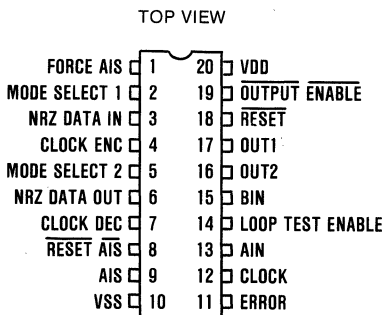 TOP VIEW
FORCE AIS 1 20 VDD
MODE SELECT 1 2 19 OUTPUT ENABLE
NRZ DATA IN 3 18 RESET
CLOCK ENC 4 17 OUT1
MODE SELECT 2 5 16 OUT2
NRZ DATA OUT 6 15 BIN
CLOCK DEC 7 14 LOOP TEST ENABLE
RESET AIS 8 13 AIN
AIS 9 12 CLOCK
VSS 10 11 ERROR